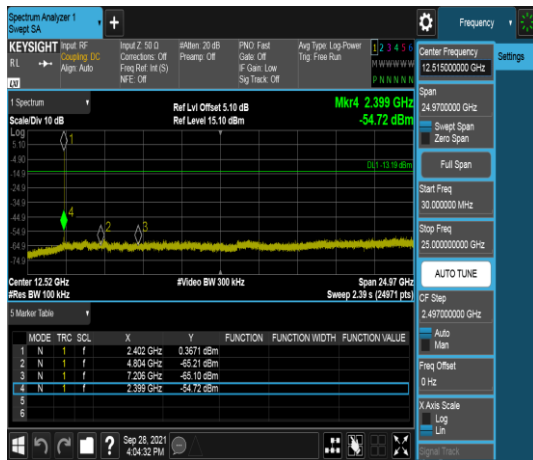 Spectrum Analyzer 1
Swept SA
Frequency
KEYSIGHT
RL
LXI
Input: RF
Coupling: DC
Align: Auto
Input Z: 50 Ω
Corrections: Off
Freq Ref: Int (S)
NFE: Off
#Atten: 20 dB
Preamp: Off
PNO: Fast
Gate: Off
IF Gain: Low
Sig Track: Off
Avg Type: Log-Power
Trig: Free Run
1 2 3 4 5 6
M W W W W W
P N N N N N
1 Spectrum
Scale/Div 10 dB
Ref Lvl Offset 5.10 dB
Ref Level 15.10 dBm
Mkr4 2.399 GHz
-54.72 dBm
Log
5.10
-4.90
-14.9
-24.9
-34.9
-44.9
-54.9
-64.9
-74.9
1
4
2
3
DL1 -13.19 dBm
Center 12.52 GHz
#Res BW 100 kHz
#Video BW 300 kHz
Span 24.97 GHz
Sweep 2.39 s (24971 pts)
5 Marker Table
MODE TRC SCL X Y FUNCTION FUNCTION WIDTH FUNCTION VALUE
1 N 1 f 2.402 GHz 0.3671 dBm
2 N 1 f 4.804 GHz -65.21 dBm
3 N 1 f 7.206 GHz -65.10 dBm
4 N 1 f 2.399 GHz -54.72 dBm
5
6
Sep 28, 2021
4:04:32 PM
Center Frequency
12.515000000 GHz
Settings
Span
24.9700000 GHz
Swept Span
Zero Span
Full Span
Start Freq
30.000000 MHz
Stop Freq
25.000000000 GHz
AUTO TUNE
CF Step
2.497000000 GHz
Auto
Man
Freq Offset
0 Hz
X Axis Scale
Log
Lin
Signal Track